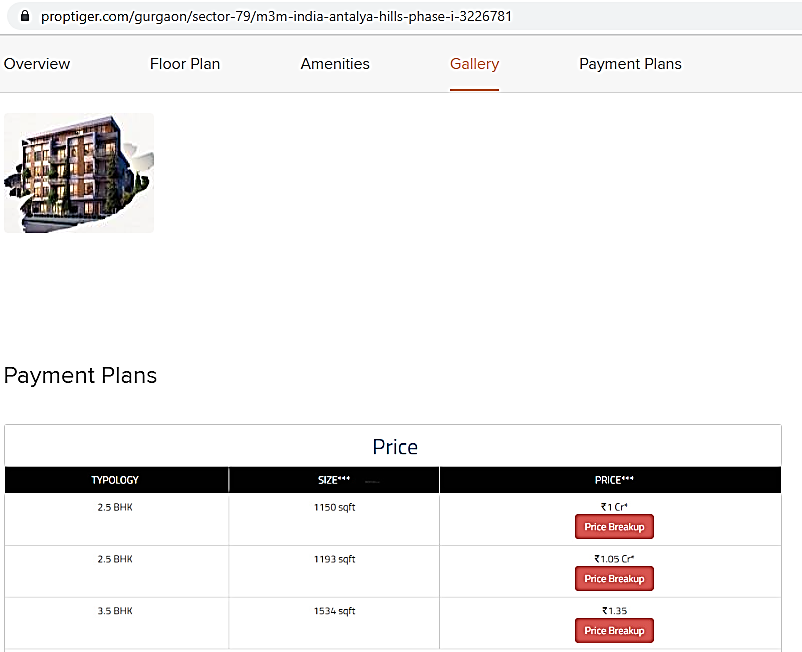 proptiger.com/gurgaon/sector-79/m3m-india-antalya-hills-phase-i-3226781
Overview Floor Plan Amenities Gallery Payment Plans
Payment Plans
Price
TYPOLOGY SIZE*** PRICE***
2.5 BHK 1150 sqft ₹1 Cr*
Price Breakup
2.5 BHK 1193 sqft ₹1.05 Cr*
Price Breakup
3.5 BHK 1534 sqft ₹1.35
Price Breakup